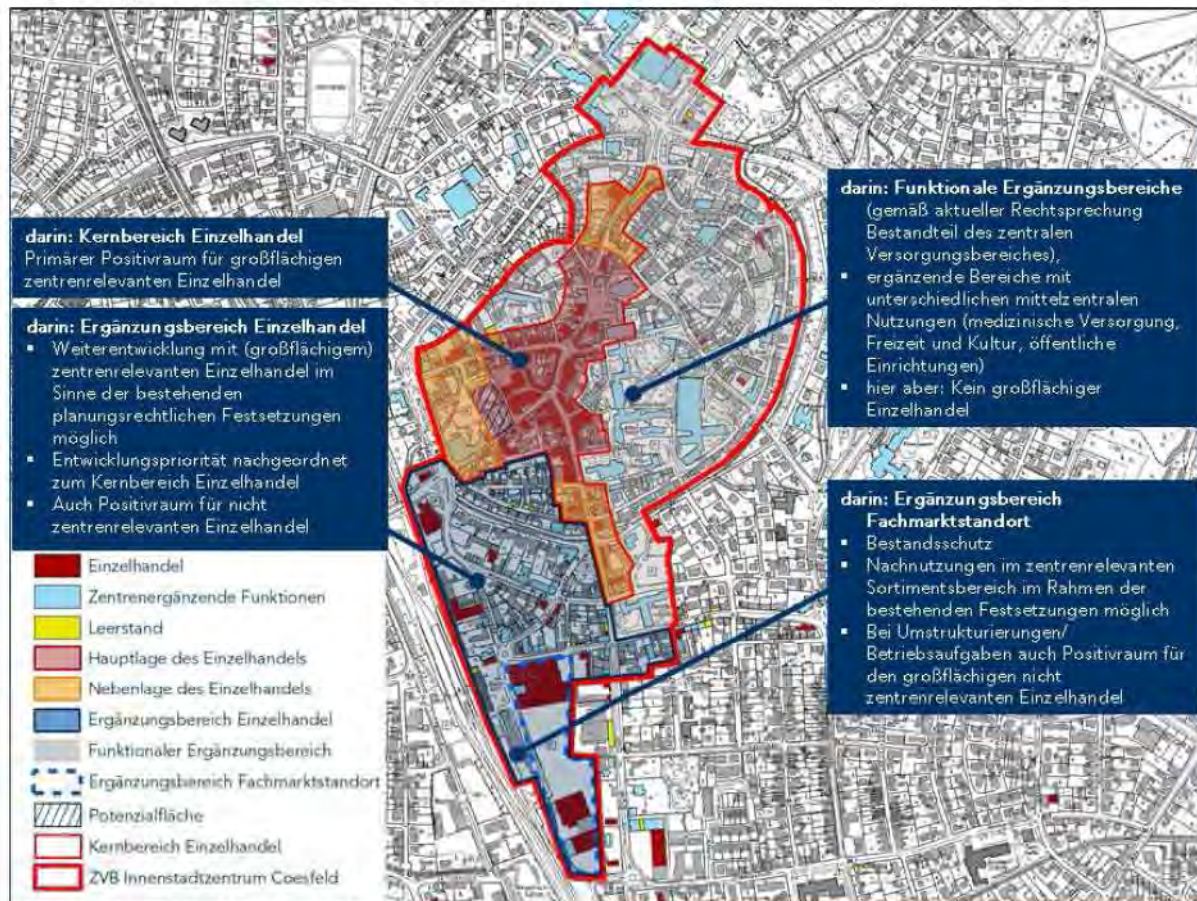 darin: Kernbereich Einzelhandel
Primärer Positivraum für großflächigen
zentrenrelevanten Einzelhandel
darin: Ergänzungsbereich Einzelhandel
▪ Weiterentwicklung mit (großflächigem)
zentrenrelevanten Einzelhandel im
Sinne der bestehenden
planungsrechtlichen Festsetzungen
möglich
▪ Entwicklungspriorität nachgeordnet
zum Kernbereich Einzelhandel
▪ Auch Positivraum für nicht
zentrenrelevanten Einzelhandel
Einzelhandel
Zentrenergänzende Funktionen
Leerstand
Hauptlage des Einzelhandels
Nebenlage des Einzelhandels
Ergänzungsbereich Einzelhandel
Funktionaler Ergänzungsbereich
Ergänzungsbereich Fachmarktstandort
Potenzialfläche
Kernbereich Einzelhandel
ZVB Innenstadtzentrum Coesfeld
darin: Funktionale Ergänzungsbereiche
(gemäß aktueller Rechtsprechung
Bestandteil des zentralen
Versorgungsbereiches),
▪ ergänzende Bereiche mit
unterschiedlichen mittelzentralen
Nutzungen (medizinische Versorgung,
Freizeit und Kultur, öffentliche
Einrichtungen)
▪ hier aber: Kein großflächiger
Einzelhandel
darin: Ergänzungsbereich
Fachmarktstandort
▪ Bestandsschutz
▪ Nachnutzungen im zentrenrelevanten
Sortimentsbereich im Rahmen der
bestehenden Festsetzungen möglich
▪ Bei Umstrukturierungen/
Betriebsaufgaben auch Positivraum für
den großflächigen nicht
zentrenrelevanten Einzelhandel